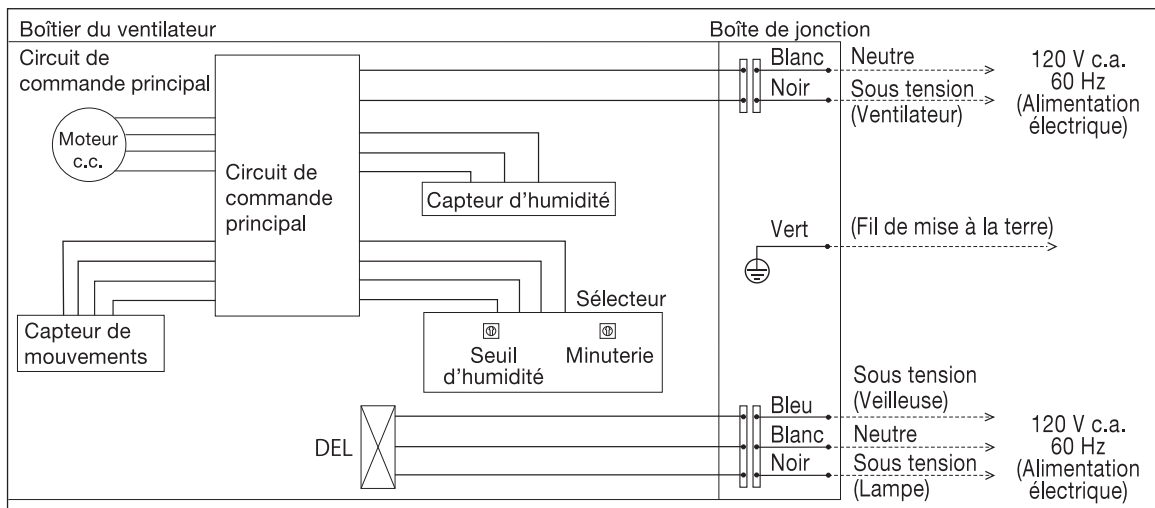 Boîtier du ventilateur
Boîte de jonction
Circuit de
commande principal
Moteur
c.c.
Circuit de
commande
principal
Capteur d'humidité
Capteur de
mouvements
Sélecteur
Seuil
d'humidité
Minuterie
DEL
Blanc
Neutre
Noir
Sous tension
(Ventilateur)
120 V c.a.
60 Hz
(Alimentation
électrique)
Vert
(Fil de mise à la terre)
Bleu
Sous tension
(Veilleuse)
Blanc
Neutre
Noir
Sous tension
(Lampe)
120 V c.a.
60 Hz
(Alimentation
électrique)